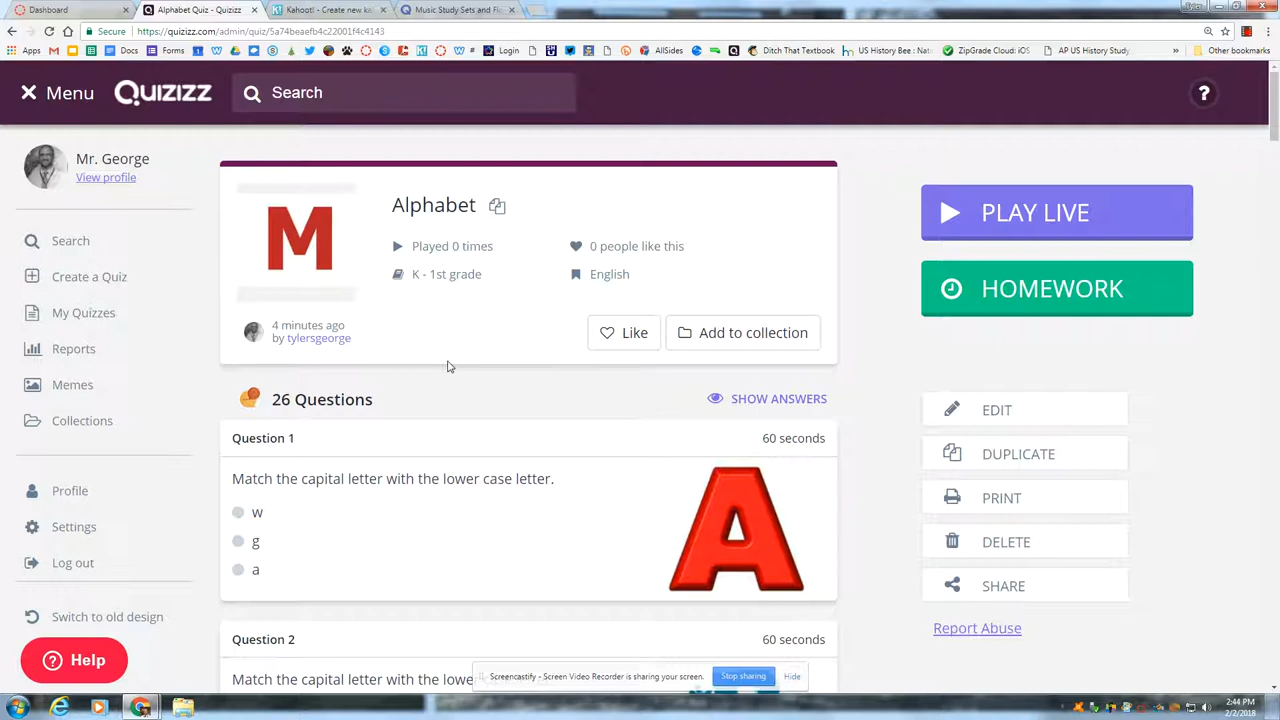 Dashboard
Alphabet Quiz - Quizizz
Kahoot! - Create new ka
Music Study Sets and Fla
Tyler
Secure
https://quizizz.com/admin/quiz/5a74beaefb4c22001f4c4143
Apps
Docs
Forms
Login
AllSides
Ditch That Textbook
US History Bee : Natio
ZipGrade Cloud: iOS
AP US History Study
»
Other bookmarks
Menu
Quizizz
Search
?
Mr. George
View profile
Search
Create a Quiz
My Quizzes
Reports
Memes
Collections
Profile
Settings
Log out
Switch to old design
Help
M
Alphabet
Played 0 times
0 people like this
K - 1st grade
English
4 minutes ago
by tylersgeorge
Like
Add to collection
26 Questions
SHOW ANSWERS
Question 1
60 seconds
Match the capital letter with the lower case letter.
w
g
a
A
Question 2
60 seconds
Match the capital letter with the lowe
PLAY LIVE
HOMEWORK
EDIT
DUPLICATE
PRINT
DELETE
SHARE
Report Abuse
Screencastify - Screen Video Recorder is sharing your screen.
Stop sharing
Hide
2:44 PM
2/2/2018